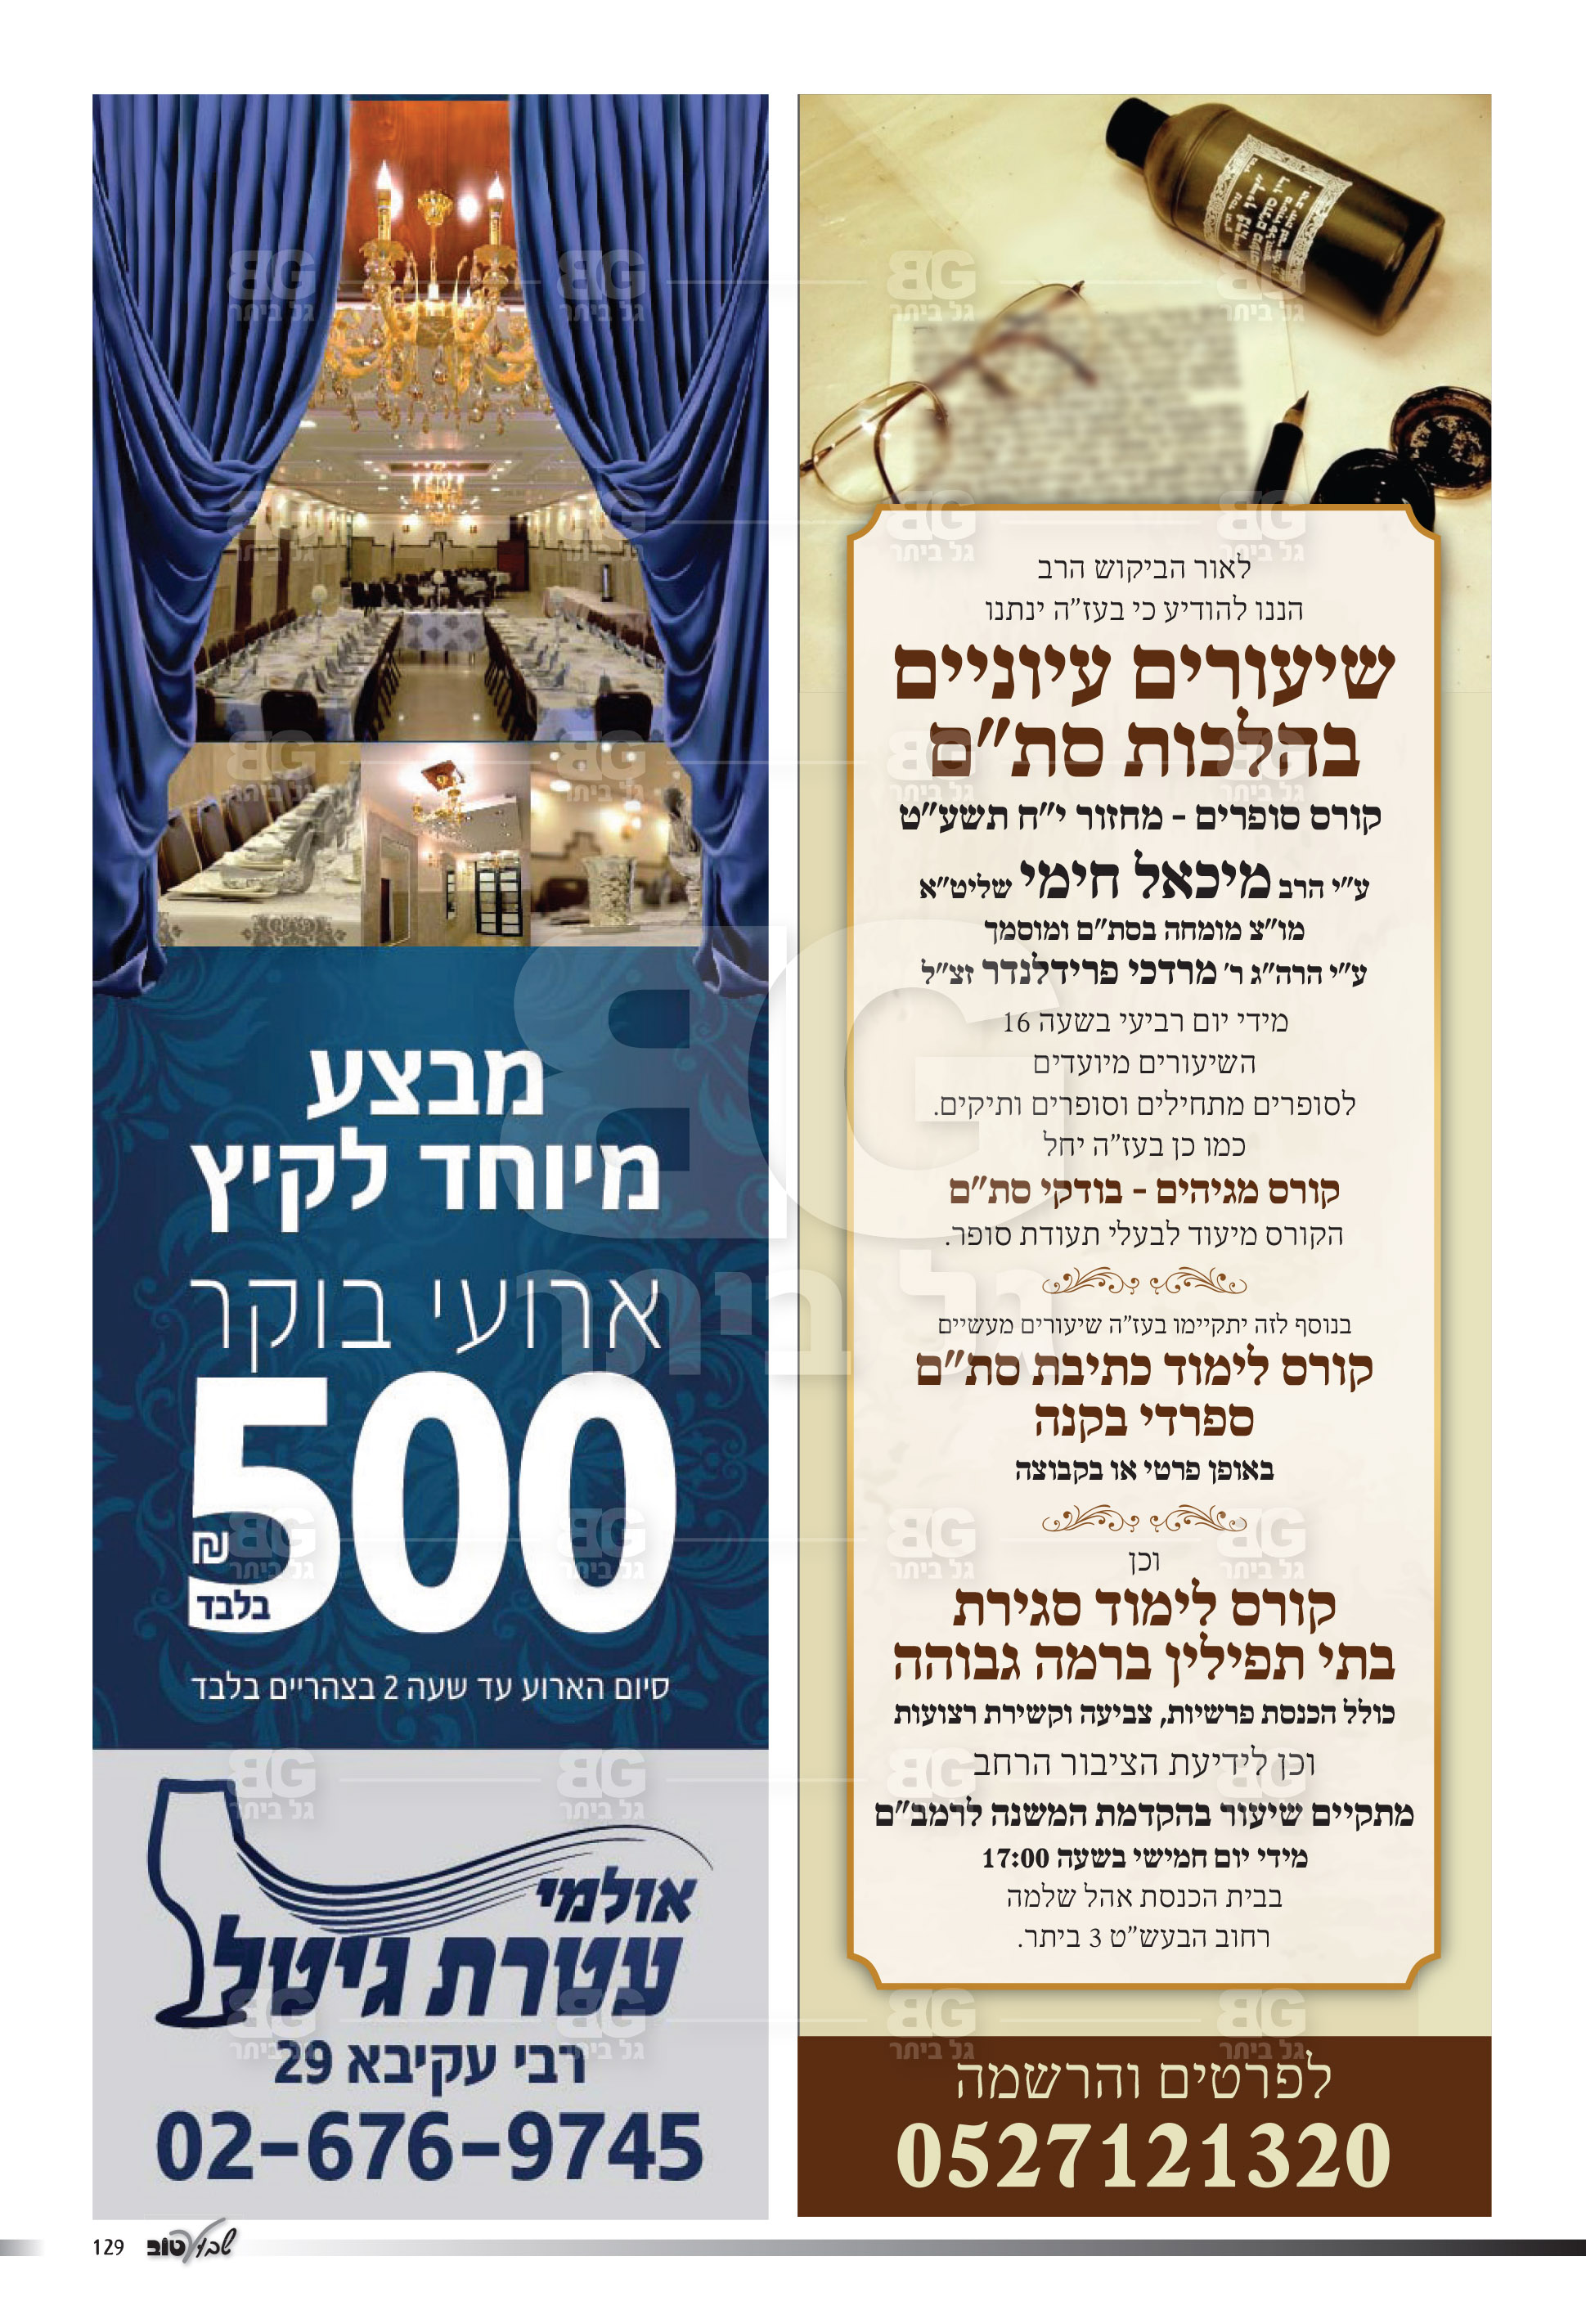 לאור הביקוש הרב
הננו להודיע כי בעז"ה ינתנו
שיעורים עיוניים
בהלכות סת"ם
קורס סופרים - מחזור י"ח תשע"ט
ע"י הרב מיכאל חימי שליט"א
מו"צ מומחה בסת"ם ומוסמך
ע"י הרה"ג ר' מרדכי פרידלנדר זצ"ל
מידי יום רביעי בשעה 16
השיעורים מיועדים
לסופרים מתחילים וסופרים ותיקים.
כמו כן בעז"ה יחל
קורס מגיהים - בודקי סת"ם
הקורס מיעוד לבעלי תעודת סופר.
בנוסף לזה יתקיימו בעז"ה שיעורים מעשיים
קורס לימוד כתיבת סת"ם
ספרדי בקנה
באופן פרטי או בקבוצה
וכן
קורס לימוד סגירת
בתי תפילין ברמה גבוהה
כולל הכנסת פרשיות, צביעה וקשירת רצועות
וכן לידיעת הציבור הרחב
מתקיים שיעור בהקדמת המשנה לרמב"ם
מידי יום חמישי בשעה 17:00
בבית הכנסת אהל שלמה
רחוב הבעש"ט 3 ביתר.
לפרטים והרשמה
0527121320
מבצע
מיוחד לקיץ
ארועי בוקר
500
₪
בלבד
סיום הארוע עד שעה 2 בצהריים בלבד
אולמי
עטרת גיטל
רבי עקיבא 29
02-676-9745
BG
גל ביתר
129
שבוע טוב